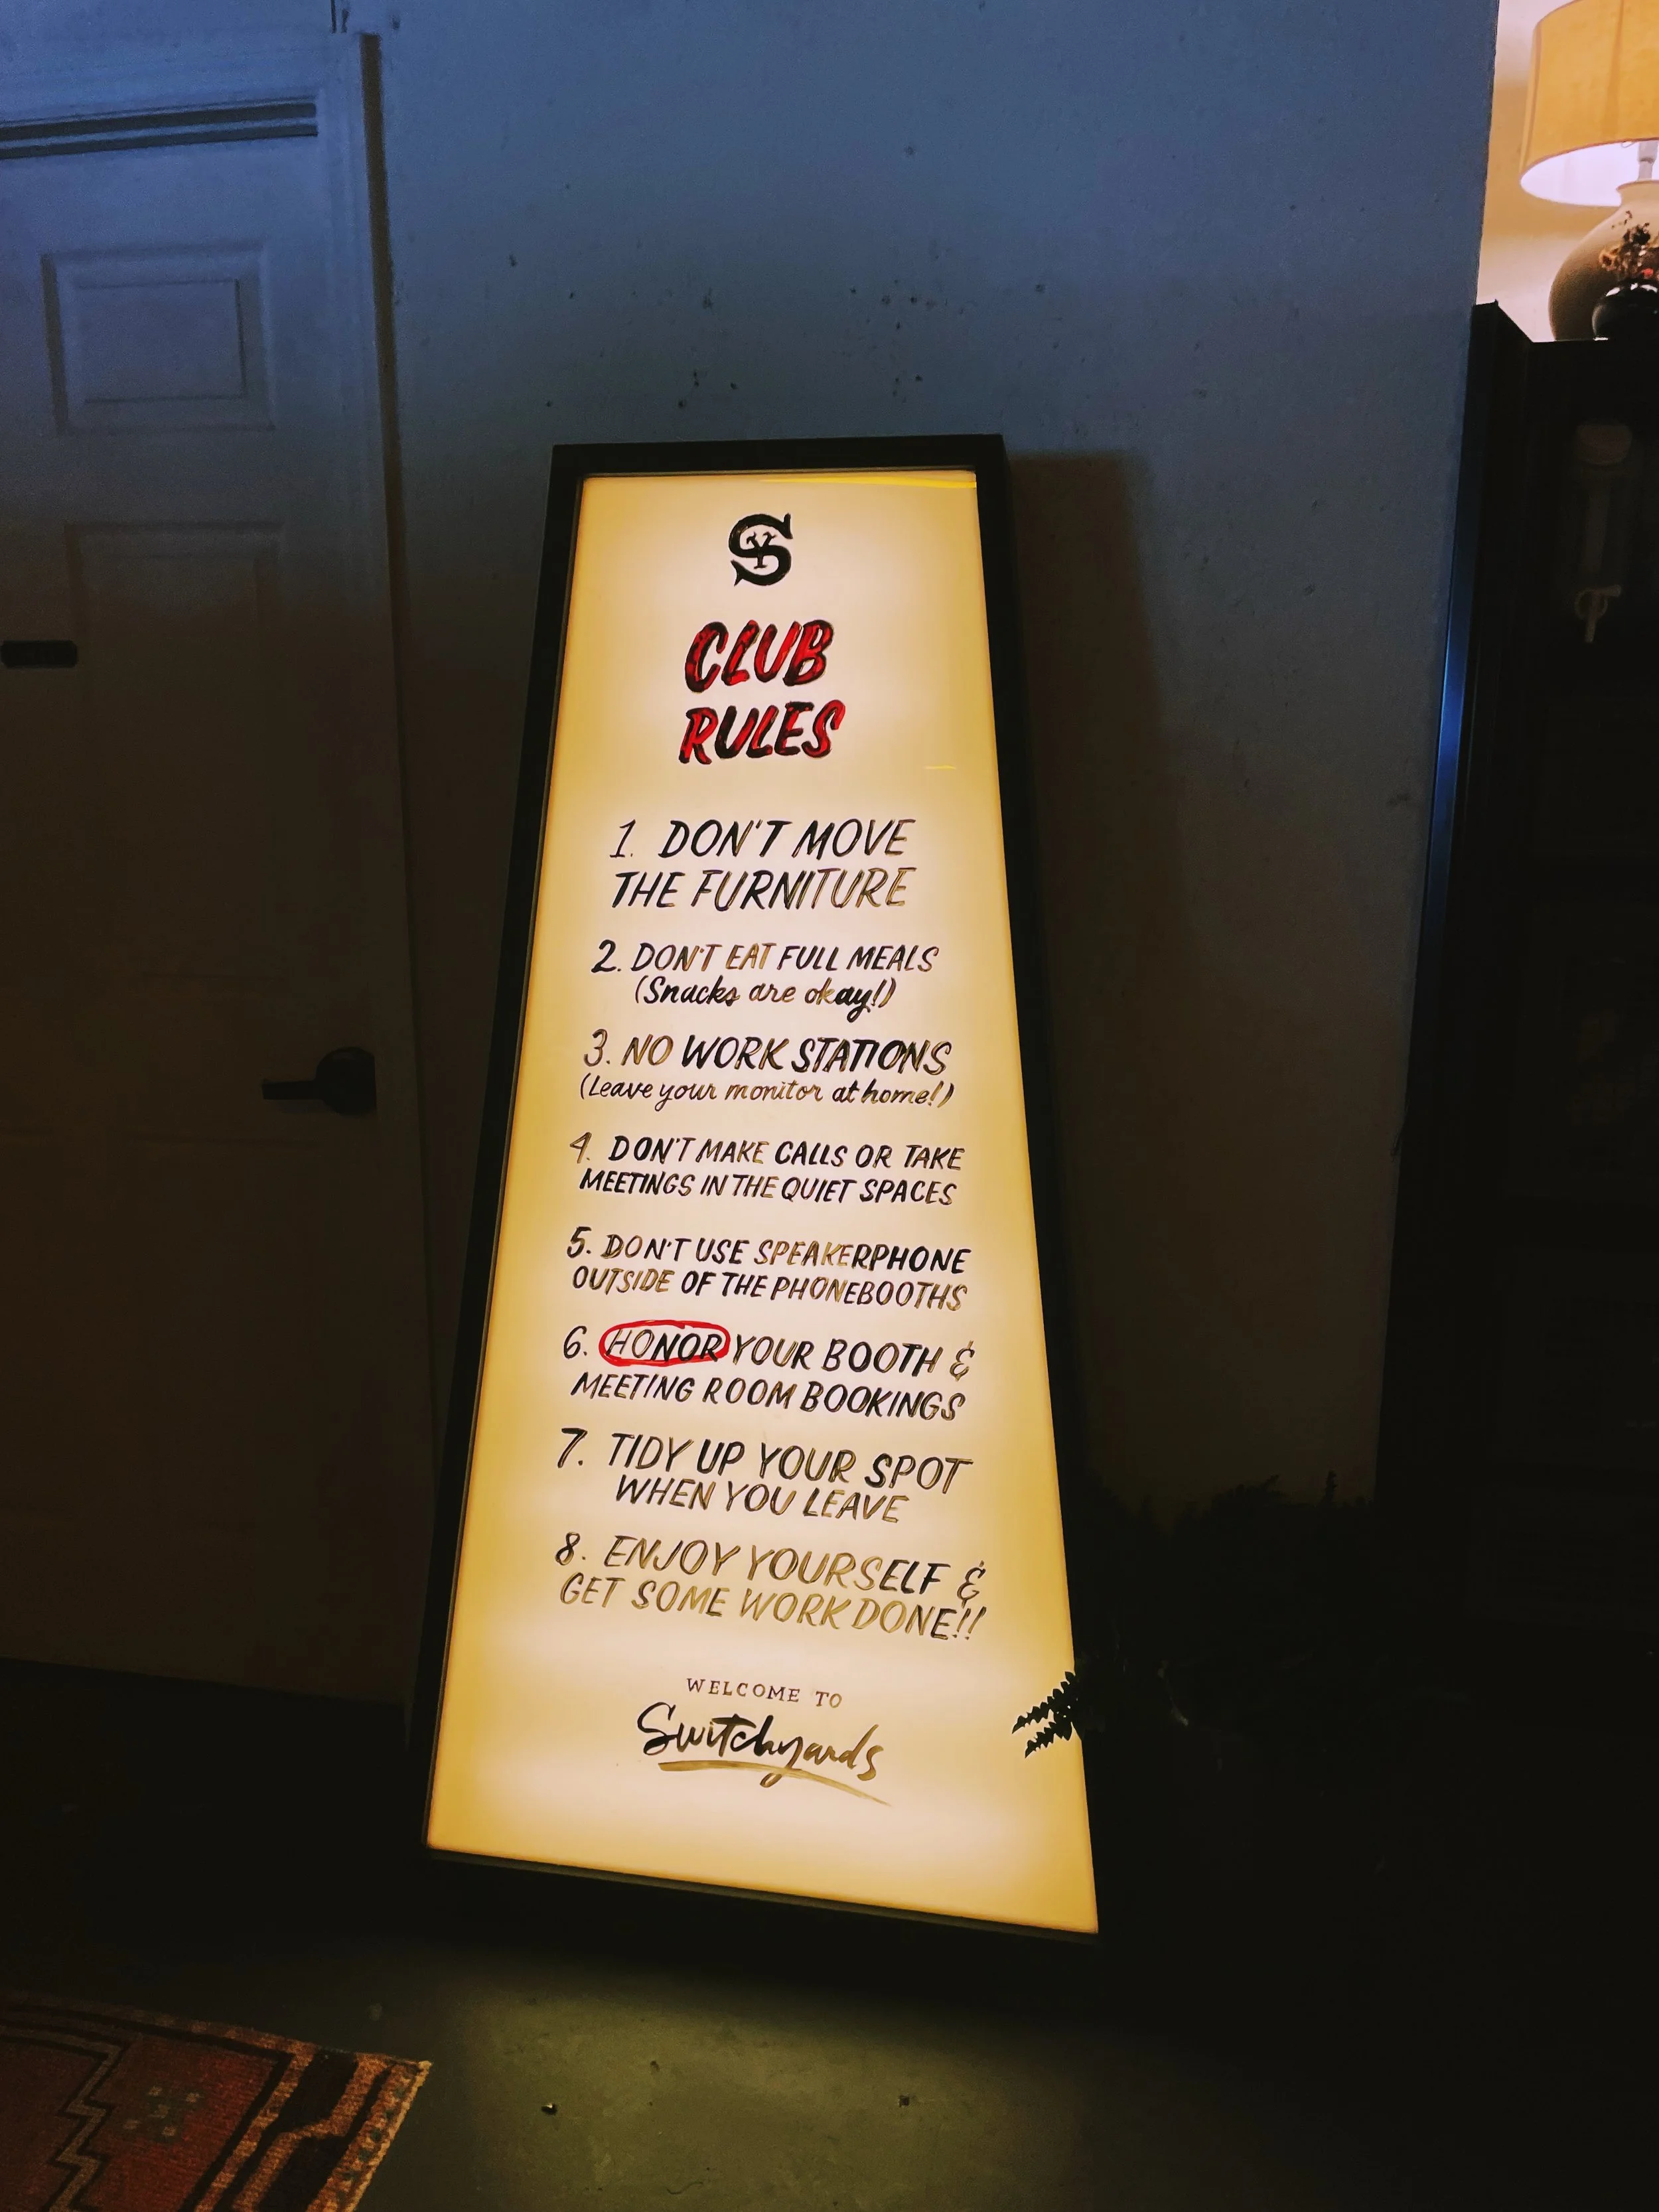 SY
CLUB
RULES
1. DON'T MOVE
THE FURNITURE
2. DON'T EAT FULL MEALS
(Snacks are okay!)
3. NO WORK STATIONS
(Leave your monitor at home!)
4. DON'T MAKE CALLS OR TAKE
MEETINGS IN THE QUIET SPACES
5. DON'T USE SPEAKERPHONE
OUTSIDE OF THE PHONEBOOTHS
6. HONOR YOUR BOOTH &
MEETING ROOM BOOKINGS
7. TIDY UP YOUR SPOT
WHEN YOU LEAVE
8. ENJOY YOURSELF &
GET SOME WORK DONE!!
WELCOME TO
Switchyards